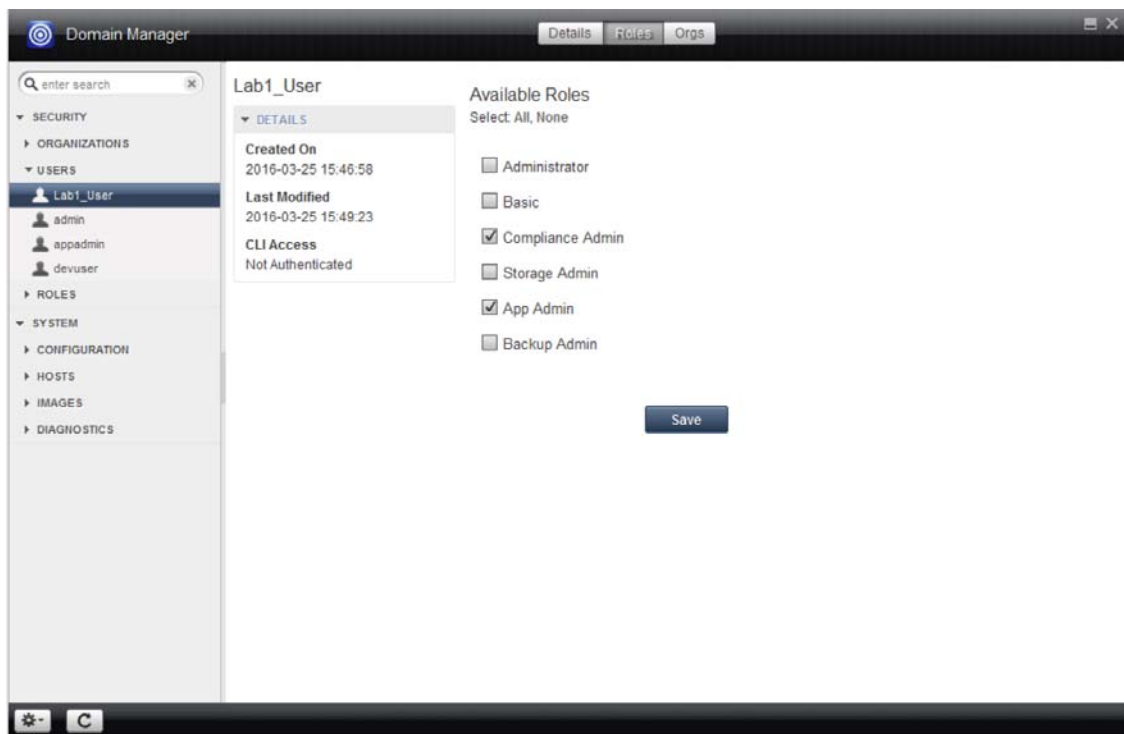 Domain Manager
Details Roles Orgs
enter search
SECURITY
ORGANIZATIONS
USERS
Lab1_User
admin
appadmin
devuser
ROLES
SYSTEM
CONFIGURATION
HOSTS
IMAGES
DIAGNOSTICS
Lab1_User
DETAILS
Created On
2016-03-25 15:46:58
Last Modified
2016-03-25 15:49:23
CLI Access
Not Authenticated
Available Roles
Select: All, None
Administrator
Basic
Compliance Admin
Storage Admin
App Admin
Backup Admin
Save